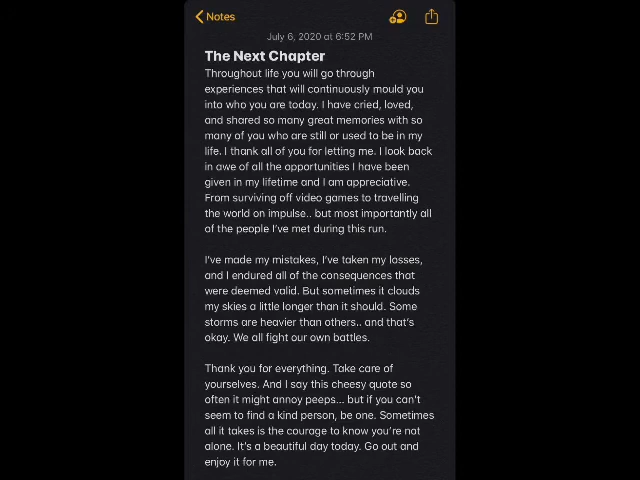 Notes
July 6, 2020 at 6:52 PM
The Next Chapter
Throughout life you will go through
experiences that will continuously mould you
into who you are today. I have cried, loved,
and shared so many great memories with so
many of you who are still or used to be in my
life. I thank all of you for letting me. I look back
in awe of all the opportunities I have been
given in my lifetime and I am appreciative.
From surviving off video games to travelling
the world on impulse.. but most importantly all
of the people I've met during this run.
I've made my mistakes, I've taken my losses,
and I endured all of the consequences that
were deemed valid. But sometimes it clouds
my skies a little longer than it should. Some
storms are heavier than others.. and that's
okay. We all fight our own battles.
Thank you for everything. Take care of
yourselves. And I say this cheesy quote so
often it might annoy peeps... but if you can't
seem to find a kind person, be one. Sometimes
all it takes is the courage to know you're not
alone. It's a beautiful day today. Go out and
enjoy it for me.